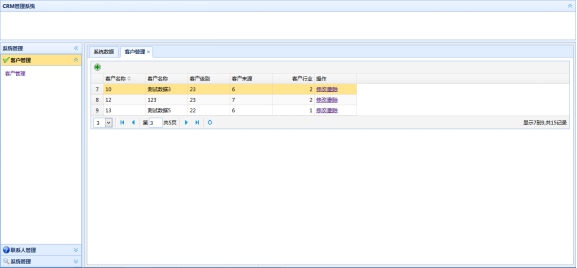 CRM管理系统
系统管理
客户管理
客户管理
联系人管理
系统管理
系统数据 客户管理
客户名称 客户名称 客户级别 客户来源 客户行业 操作
7 10 测试数据3 23 6 2 修改删除
8 12 123 23 7 2 修改删除
9 13 测试数据5 22 6 1 修改删除
3 第 3 共5页 显示7到9,共15记录